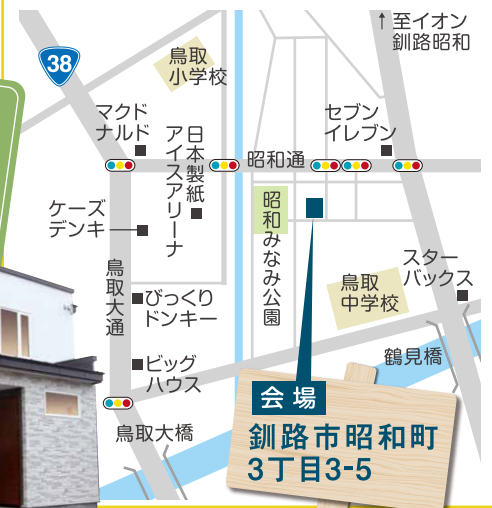 ↑至イオン
釧路昭和
38
鳥取
小学校
マクド
ナルド
日本製紙
アイスアリーナ
昭和通
セブン
イレブン
ケーズ
デンキ
昭和みなみ公園
鳥取大通
びっくり
ドンキー
鳥取
中学校
スター
バックス
ビッグ
ハウス
鶴見橋
鳥取大橋
会場
釧路市昭和町
3丁目3-5